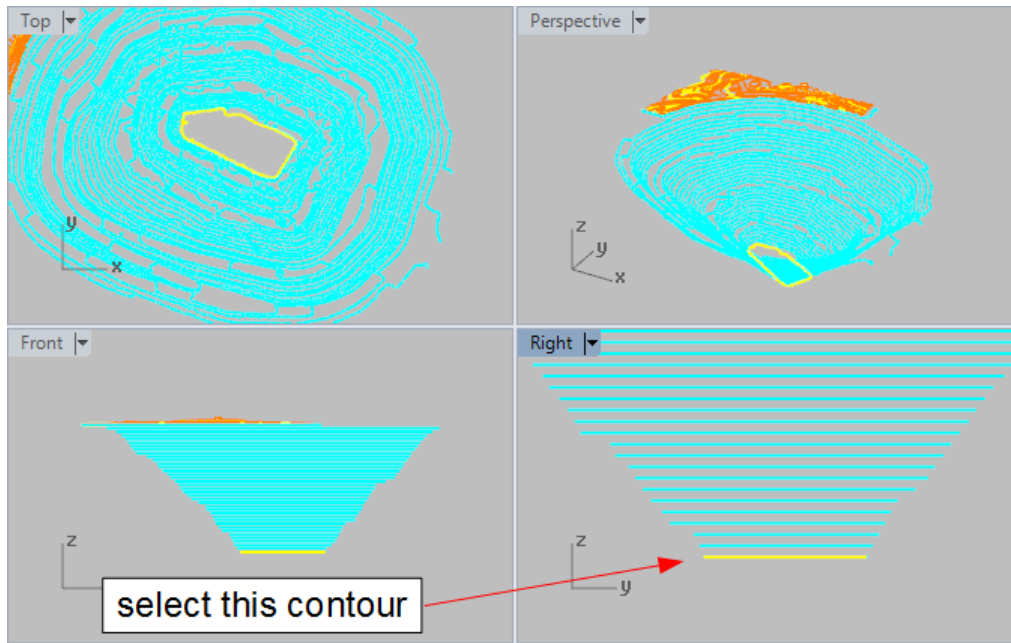 Top
Perspective
y
x
z
y
x
Front
Right
z
z
y
select this contour